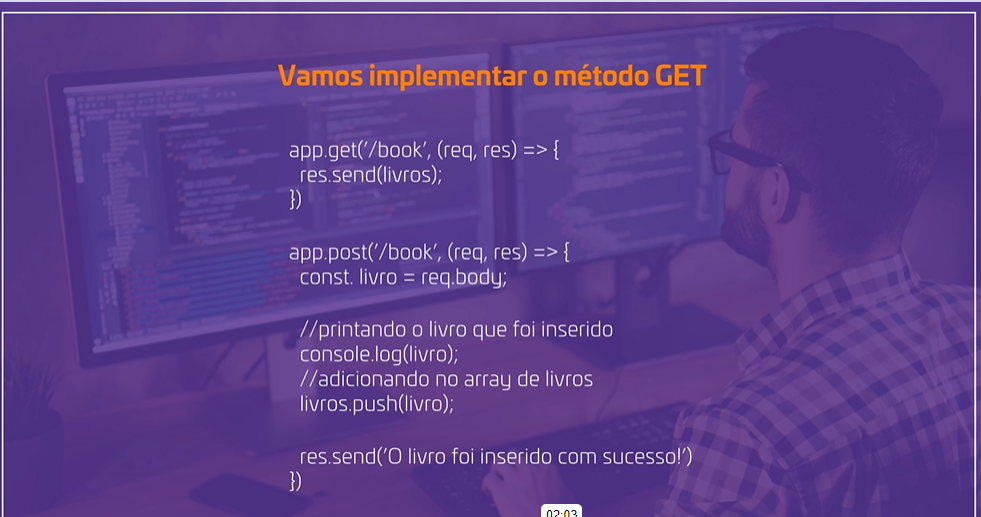 Vamos implementar o método GET
app.get('/book', (req, res) => {
res.send(livros);
})
app.post('/book', (req, res) => {
const. livro = req.body;
//printando o livro que foi inserido
console.log(livro);
//adicionando no array de livros
livros.push(livro);
res.send('O livro foi inserido com sucesso!')
})
02:03